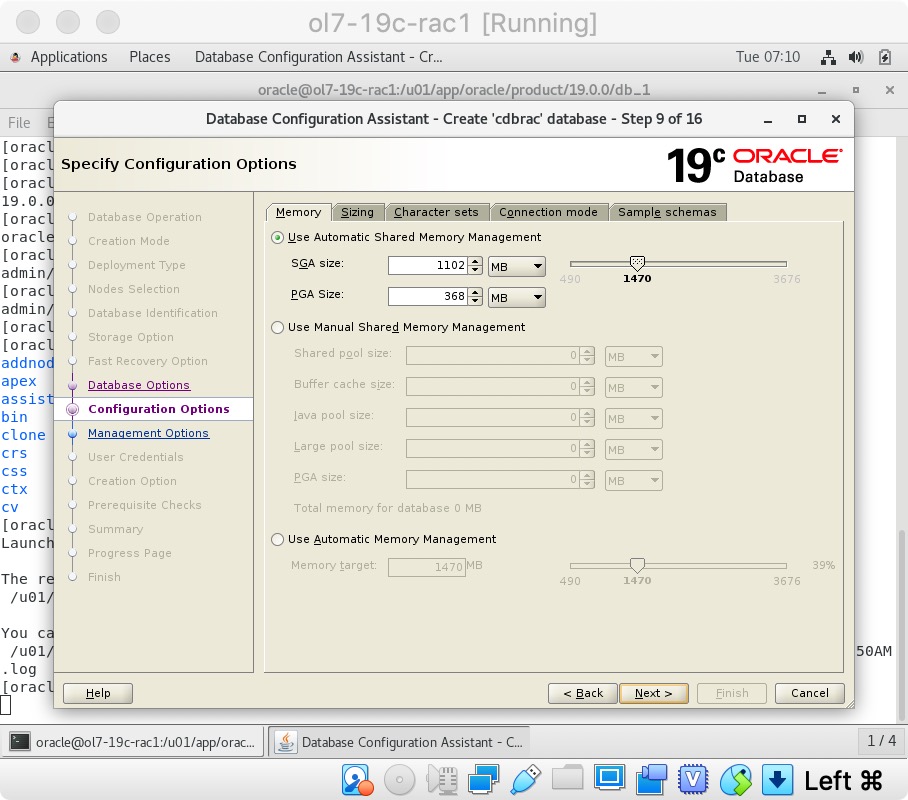 ol7-19c-rac1 [Running]
Applications Places Database Configuration Assistant - Cr... Tue 07:10
oracle@ol7-19c-rac1:/u01/app/oracle/product/19.0.0/db_1
File E
Database Configuration Assistant - Create 'cdbrac' database - Step 9 of 16
Specify Configuration Options
19c ORACLE
Database
[oracl
[oracl
[oracl
19.0.0
[oracl
oracle
[oracl
admin/
[oracl
admin/
[oracl
[oracl
addnod
apex
assist
bin
clone
crs
css
ctx
cv
[oracl
Launch
The re
/u01/
You ca
/u01/ 50AM
.log
[oracl
Database Operation
Creation Mode
Deployment Type
Nodes Selection
Database Identification
Storage Option
Fast Recovery Option
Database Options
Configuration Options
Management Options
User Credentials
Creation Option
Prerequisite Checks
Summary
Progress Page
Finish
Memory Sizing Character sets Connection mode Sample schemas
Use Automatic Shared Memory Management
SGA size: 1102 MB
490 1470 3676
PGA Size: 368 MB
Use Manual Shared Memory Management
Shared pool size: 0 MB
Buffer cache size: 0 MB
Java pool size: 0 MB
Large pool size: 0 MB
PGA size: 0 MB
Total memory for database 0 MB
Use Automatic Memory Management
Memory target: 1470 MB 39%
490 1470 3676
Help < Back Next > Finish Cancel
oracle@ol7-19c-rac1:/u01/app/orac... Database Configuration Assistant - C... 1 / 4
Left ⌘